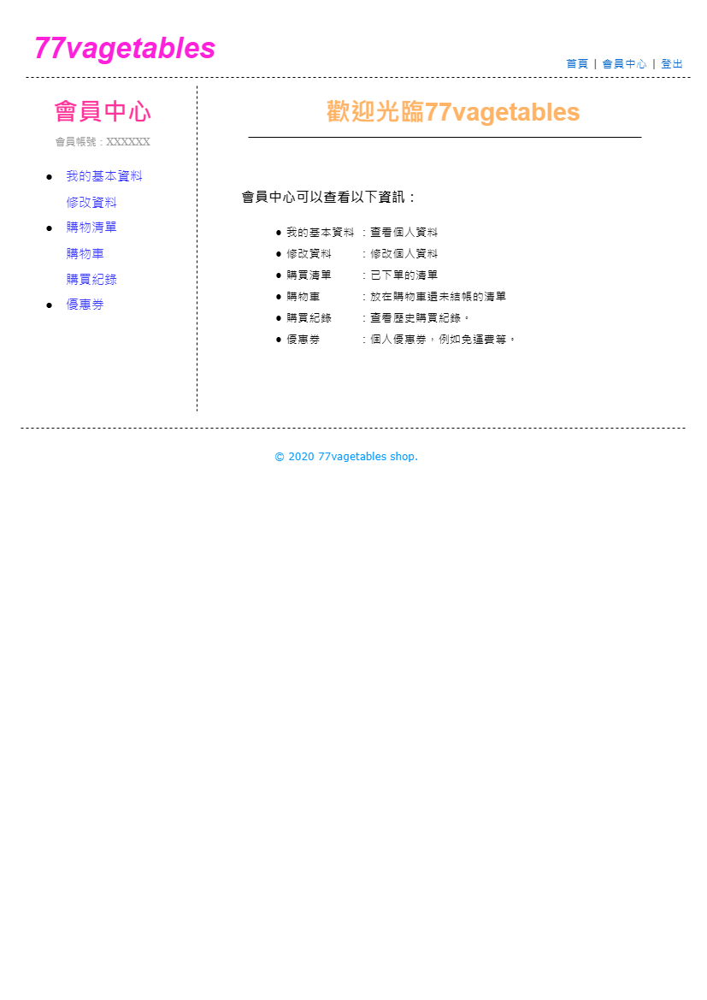 77vagetables
首頁 | 會員中心 | 登出
會員中心
會員帳號：XXXXXX
● 我的基本資料
修改資料
● 購物清單
購物車
購買紀錄
● 優惠券
歡迎光臨77vagetables
會員中心可以查看以下資訊：
● 我的基本資料 ：查看個人資料
● 修改資料 ：修改個人資料
● 購買清單 ：已下單的清單
● 購物車 ：放在購物車還未結帳的清單
● 購買紀錄 ：查看歷史購買紀錄。
● 優惠券 ：個人優惠券，例如免運費等。
© 2020 77vagetables shop.